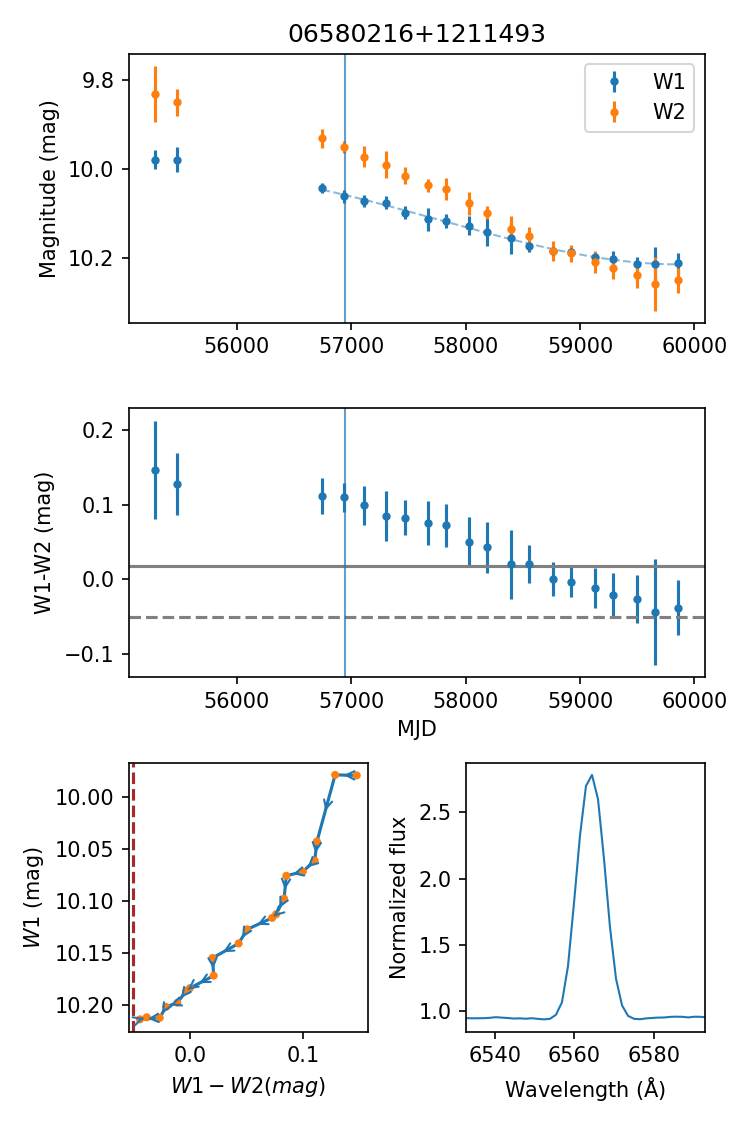 06580216+1211493
W1
W2
Magnitude (mag)
9.8
10.0
10.2
56000 57000 58000 59000 60000
W1-W2 (mag)
0.2
0.1
0.0
−0.1
56000 57000 58000 59000 60000
MJD
W1 (mag)
10.00
10.05
10.10
10.15
10.20
0.0 0.1
W1 − W2(mag)
Normalized flux
2.5
2.0
1.5
1.0
6540 6560 6580
Wavelength (Å)